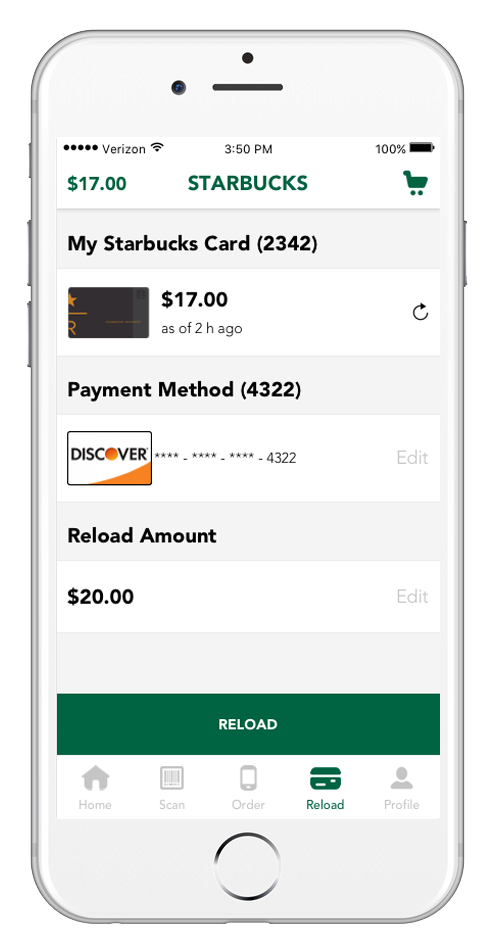 ●●●●● Verizon 3:50 PM 100%
$17.00 STARBUCKS
My Starbucks Card (2342)
R
$17.00
as of 2 h ago
Payment Method (4322)
DISCOVER **** - **** - **** - 4322 Edit
Reload Amount
$20.00 Edit
RELOAD
Home Scan Order Reload Profile